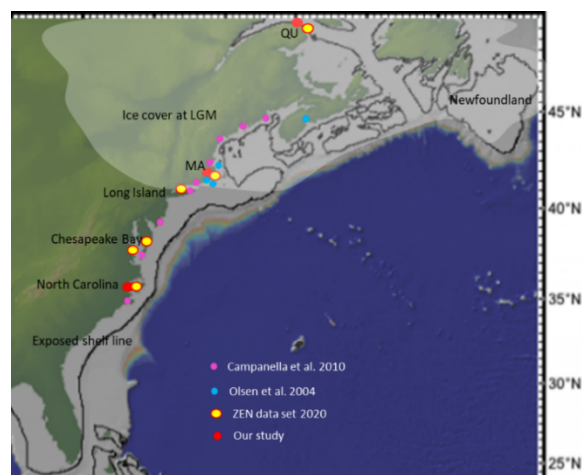 QU
Ice cover at LGM
Newfoundland
45°N
MA
Long Island
40°N
Chesapeake Bay
North Carolina
35°N
Exposed shelf line
Campanella et al. 2010
30°N
Olsen et al. 2004
ZEN data set 2020
Our study
25°N